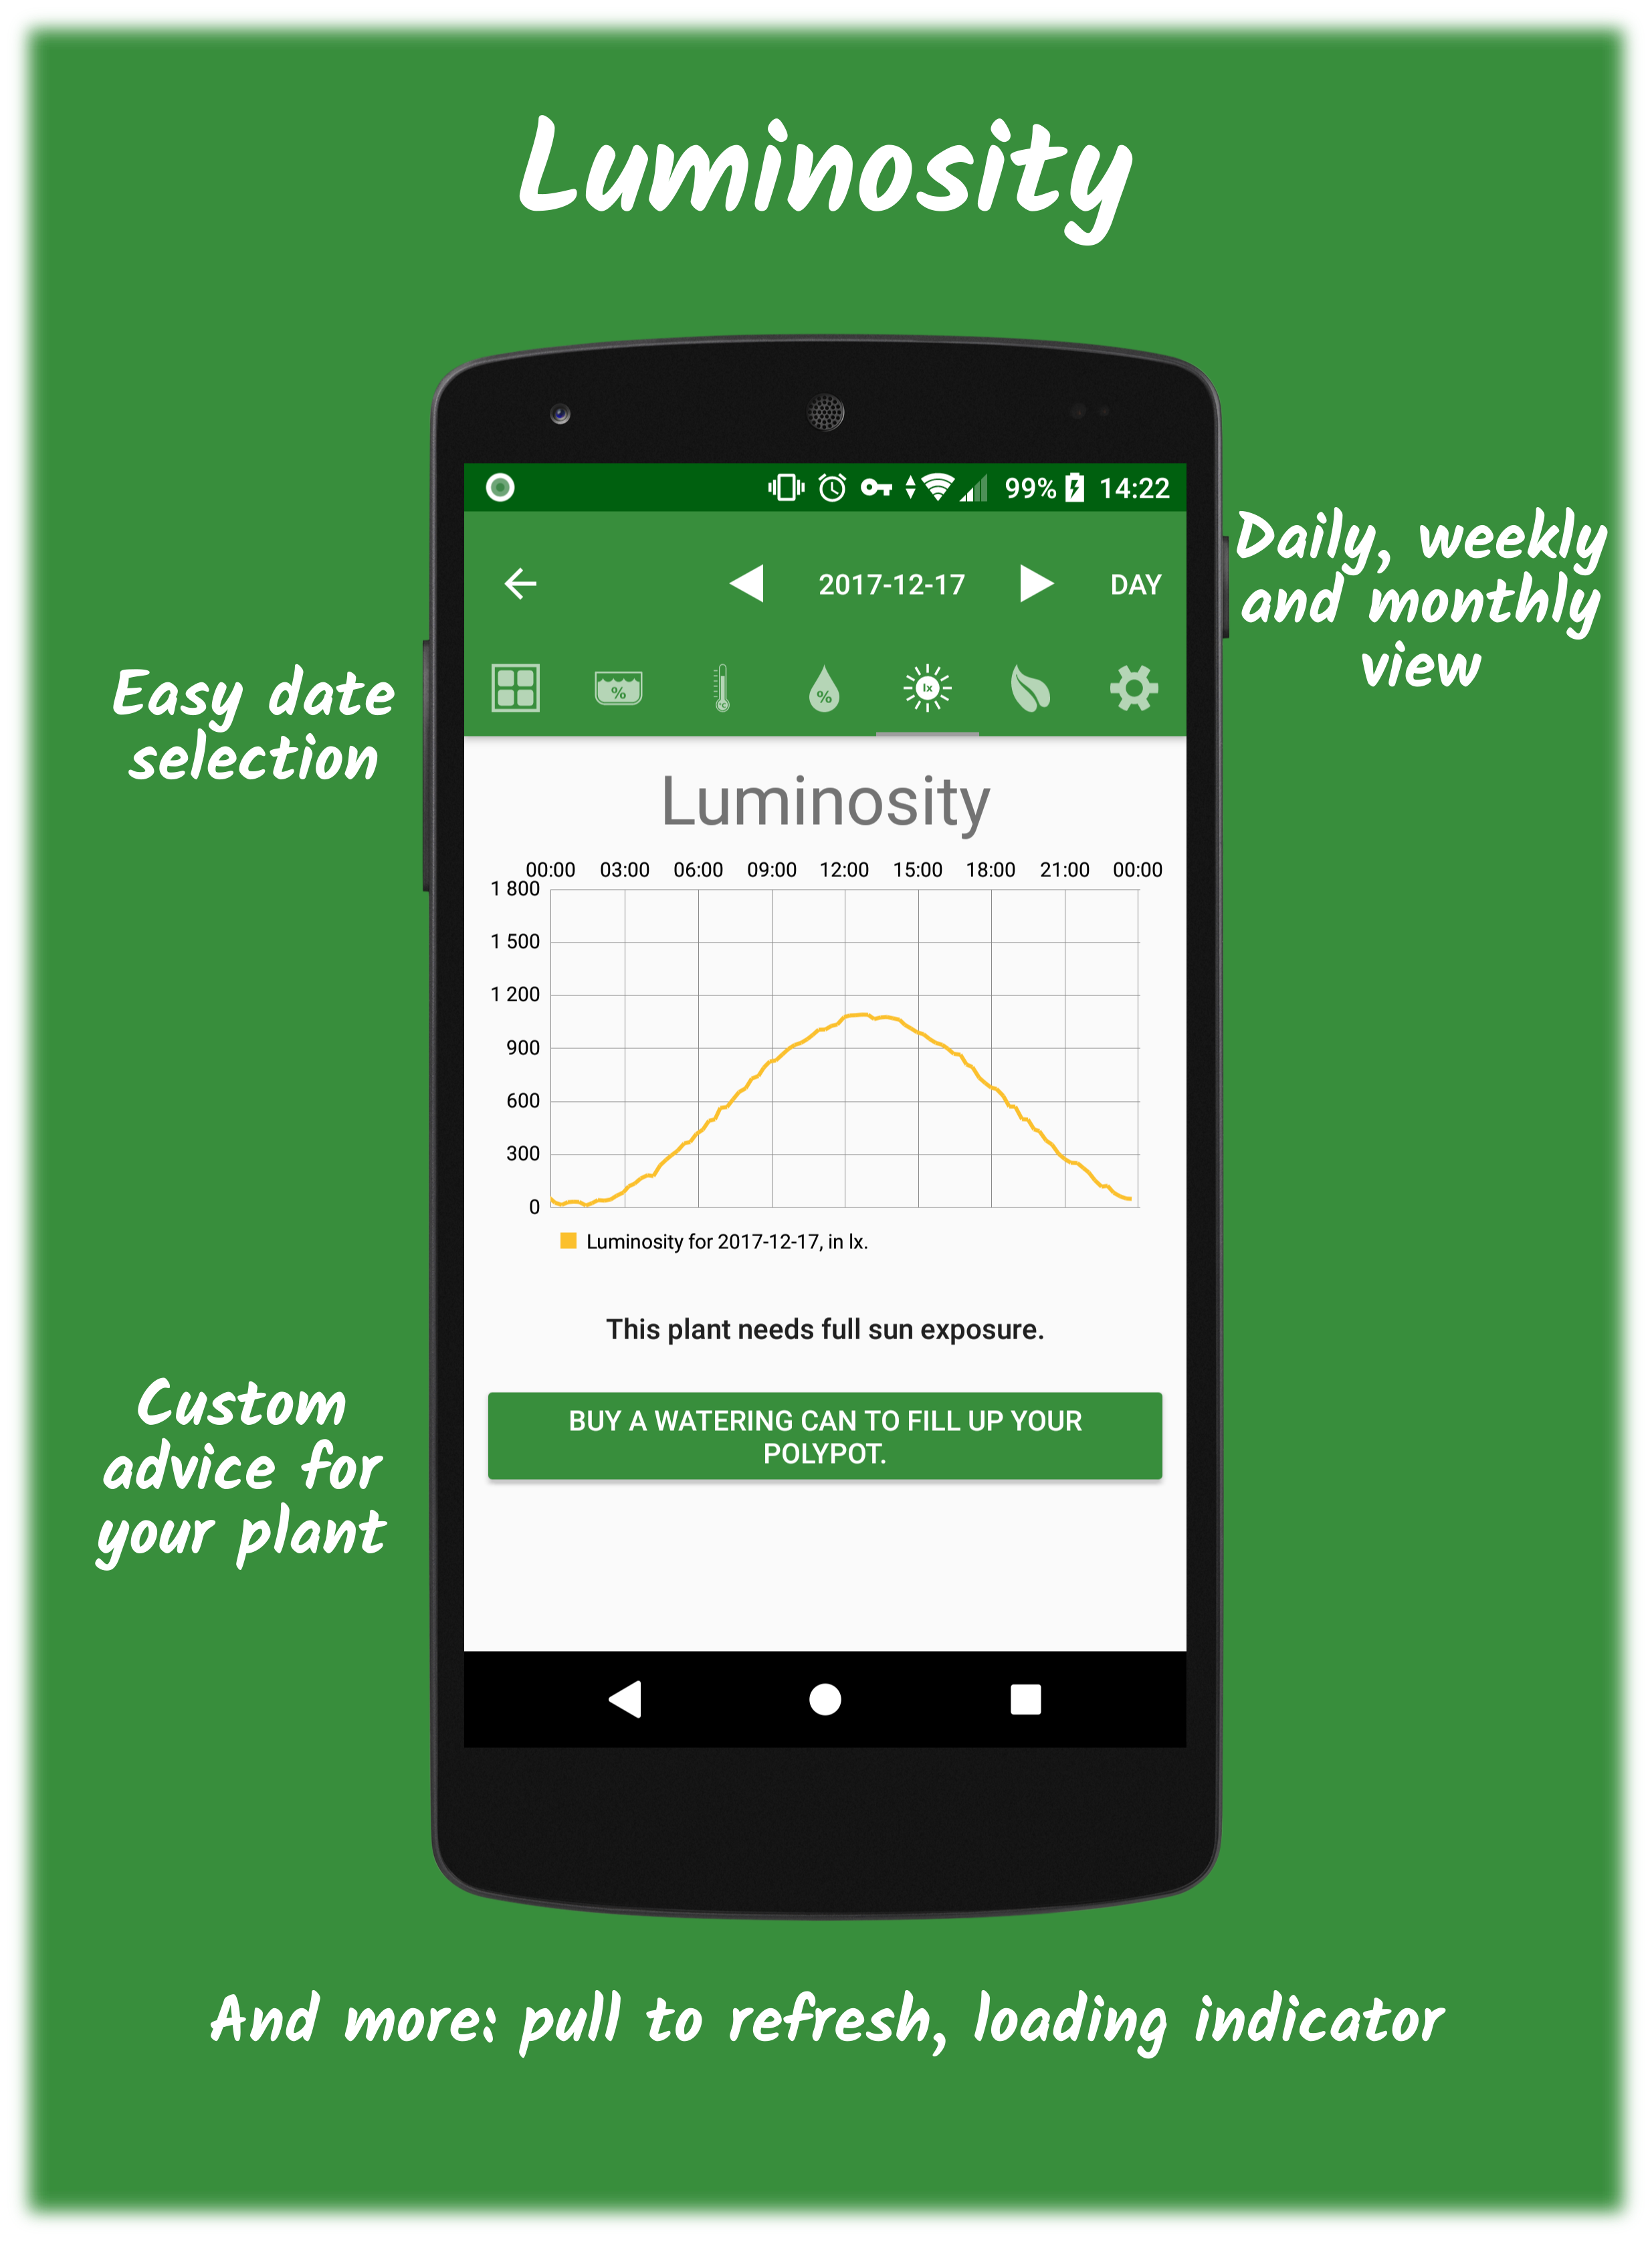 Luminosity
99% 14:22
2017-12-17 DAY
Daily, weekly
and monthly
view
Easy date
selection
% °C % lx
Luminosity
00:00 03:00 06:00 09:00 12:00 15:00 18:00 21:00 00:00
1 800
1 500
1 200
900
600
300
0
Luminosity for 2017-12-17, in lx.
This plant needs full sun exposure.
Custom
advice for
your plant
BUY A WATERING CAN TO FILL UP YOUR
POLYPOT.
And more: pull to refresh, loading indicator